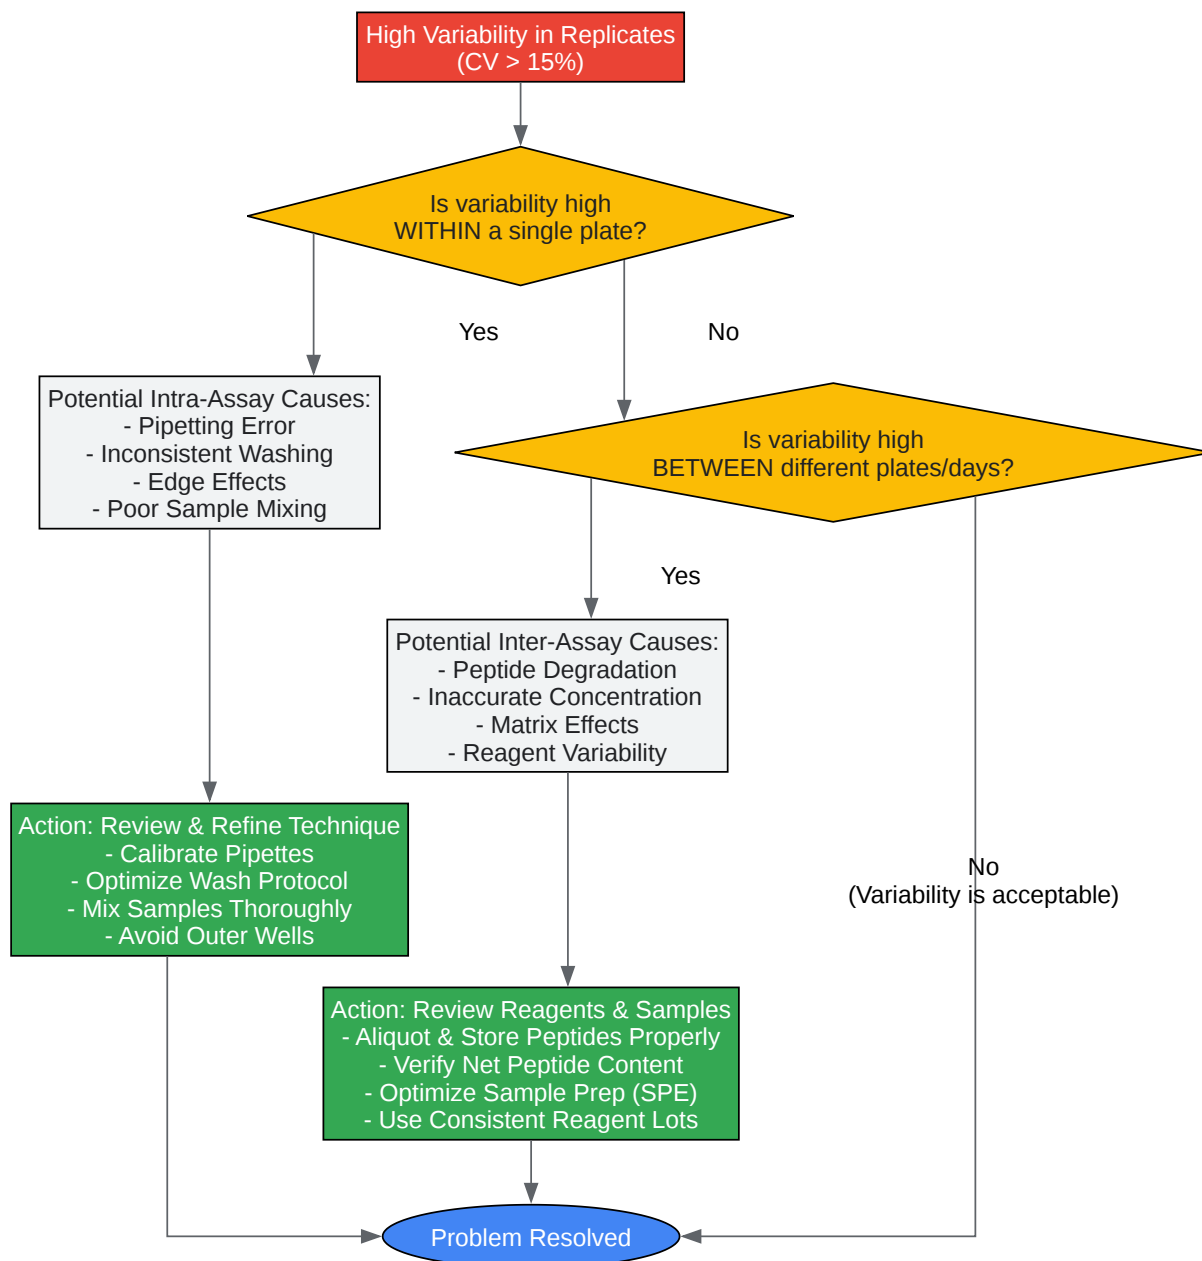 High Variability in Replicates
(CV > 15%)
Is variability high
WITHIN a single plate?
Yes
No
Potential Intra-Assay Causes:
- Pipetting Error
- Inconsistent Washing
- Edge Effects
- Poor Sample Mixing
Is variability high
BETWEEN different plates/days?
Yes
Potential Inter-Assay Causes:
- Peptide Degradation
- Inaccurate Concentration
- Matrix Effects
- Reagent Variability
Action: Review & Refine Technique
- Calibrate Pipettes
- Optimize Wash Protocol
- Mix Samples Thoroughly
- Avoid Outer Wells
No
(Variability is acceptable)
Action: Review Reagents & Samples
- Aliquot & Store Peptides Properly
- Verify Net Peptide Content
- Optimize Sample Prep (SPE)
- Use Consistent Reagent Lots
Problem Resolved